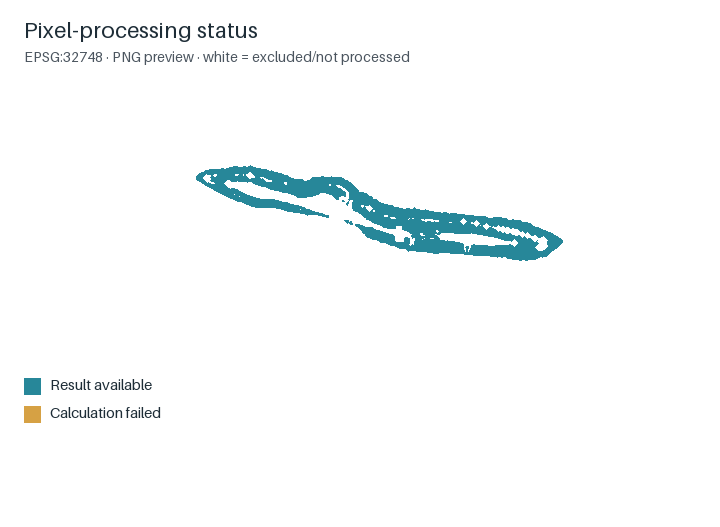 Pixel-processing status
EPSG:32748 · PNG preview · white = excluded/not processed
Result available
Calculation failed